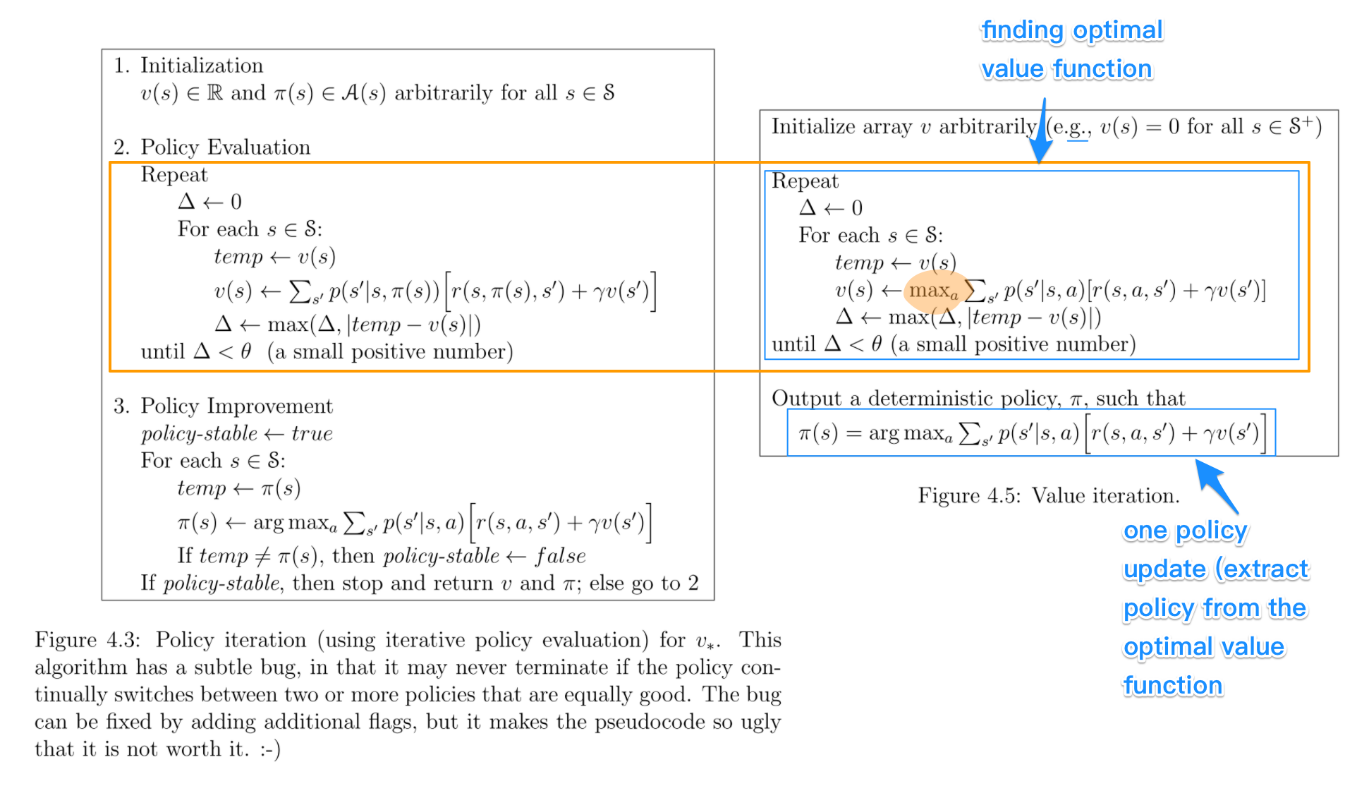 finding optimal
value function
1. Initialization
v(s) ∈ ℝ and π(s) ∈ 𝒜(s) arbitrarily for all s ∈ 𝒮
2. Policy Evaluation
Repeat
Δ ← 0
For each s ∈ 𝒮:
temp ← v(s)
v(s) ← ∑_{s'} p(s'|s, π(s))[r(s, π(s), s') + γv(s')]
Δ ← max(Δ, |temp − v(s)|)
until Δ < θ (a small positive number)
3. Policy Improvement
policy-stable ← true
For each s ∈ 𝒮:
temp ← π(s)
π(s) ← arg max_a ∑_{s'} p(s'|s, a)[r(s, a, s') + γv(s')]
If temp ≠ π(s), then policy-stable ← false
If policy-stable, then stop and return v and π; else go to 2
Figure 4.3: Policy iteration (using iterative policy evaluation) for v_*. This
algorithm has a subtle bug, in that it may never terminate if the policy con-
tinually switches between two or more policies that are equally good. The bug
can be fixed by adding additional flags, but it makes the pseudocode so ugly
that it is not worth it. :-)
Initialize array v arbitrarily (e.g., v(s) = 0 for all s ∈ 𝒮⁺)
Repeat
Δ ← 0
For each s ∈ 𝒮:
temp ← v(s)
v(s) ← max_a ∑_{s'} p(s'|s, a)[r(s, a, s') + γv(s')]
Δ ← max(Δ, |temp − v(s)|)
until Δ < θ (a small positive number)
Output a deterministic policy, π, such that
π(s) = arg max_a ∑_{s'} p(s'|s, a)[r(s, a, s') + γv(s')]
Figure 4.5: Value iteration.
one policy
update (extract
policy from the
optimal value
function